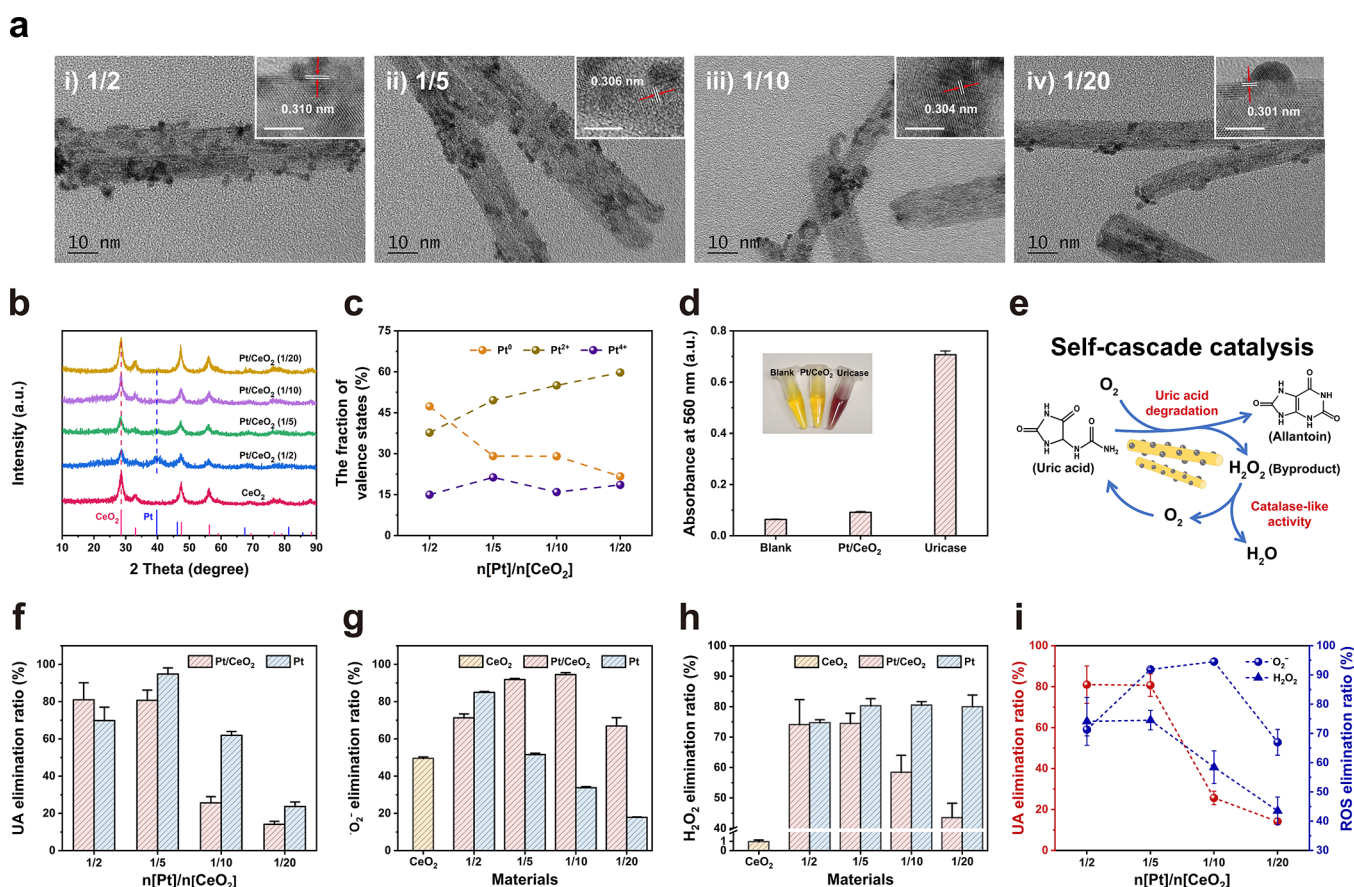 a
i) 1/2
0.310 nm
10 nm
ii) 1/5
0.306 nm
10 nm
iii) 1/10
0.304 nm
10 nm
iv) 1/20
0.301 nm
10 nm
b
Intensity (a.u.)
Pt/CeO₂ (1/20)
Pt/CeO₂ (1/10)
Pt/CeO₂ (1/5)
Pt/CeO₂ (1/2)
CeO₂
CeO₂
Pt
10 20 30 40 50 60 70 80 90
2 Theta (degree)
c
The fraction of
valence states (%)
75
60
45
30
15
0
Pt⁰ Pt²⁺ Pt⁴⁺
1/2 1/5 1/10 1/20
n[Pt]/n[CeO₂]
d
Absorbance at 560 nm (a.u.)
0.8
0.6
0.4
0.2
0.0
Blank Pt/CeO₂ Uricase
Blank Pt/CeO₂ Uricase
e
Self-cascade catalysis
O₂
Uric acid
degradation
HN
O
O
NH
N
H
NH₂
O
(Uric acid)
H
N
O
N
H
O
NH
N
H
O
(Allantoin)
H₂O₂ (Byproduct)
Catalase-like
activity
O₂
H₂O
f
UA elimination ratio (%)
100
80
60
40
20
0
Pt/CeO₂ Pt
1/2 1/5 1/10 1/20
n[Pt]/n[CeO₂]
g
·O₂⁻ elimination ratio (%)
100
80
60
40
20
0
CeO₂ Pt/CeO₂ Pt
CeO₂ 1/2 1/5 1/10 1/20
Materials
h
H₂O₂ elimination ratio (%)
100
90
80
70
60
50
40
1
0
CeO₂ Pt/CeO₂ Pt
CeO₂ 1/2 1/5 1/10 1/20
Materials
i
UA elimination ratio (%)
100
80
60
40
20
0
·O₂⁻
H₂O₂
100
90
80
70
60
50
40
30
ROS elimination ratio (%)
1/2 1/5 1/10 1/20
n[Pt]/n[CeO₂]